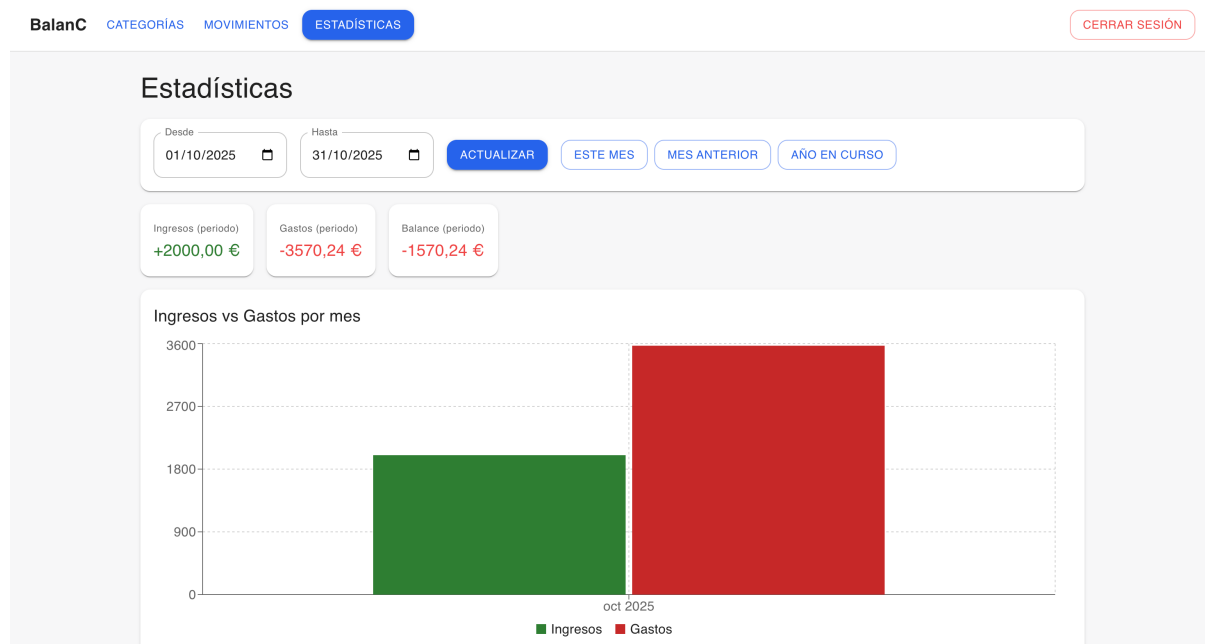 BalanC CATEGORÍAS MOVIMIENTOS ESTADÍSTICAS CERRAR SESIÓN
Estadísticas
Desde Hasta
01/10/2025 31/10/2025 ACTUALIZAR ESTE MES MES ANTERIOR AÑO EN CURSO
Ingresos (periodo) Gastos (periodo) Balance (periodo)
+2000,00 € -3570,24 € -1570,24 €
Ingresos vs Gastos por mes
3600
2700
1800
900
0
oct 2025
Ingresos Gastos